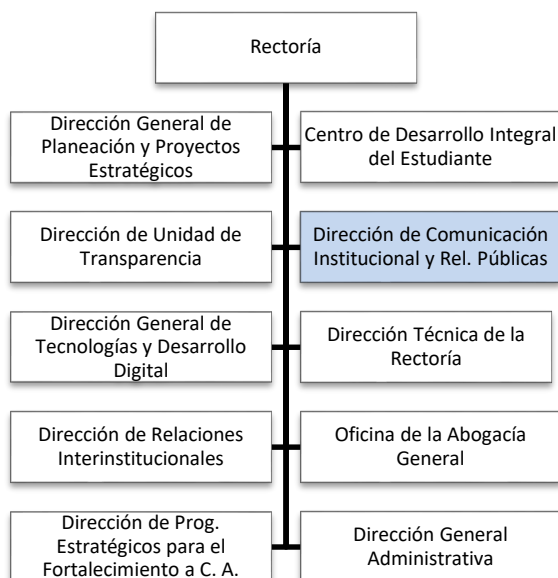 Rectoría
Dirección General de
Planeación y Proyectos
Estratégicos
Centro de Desarrollo Integral
del Estudiante
Dirección de Unidad de
Transparencia
Dirección de Comunicación
Institucional y Rel. Públicas
Dirección General de
Tecnologías y Desarrollo
Digital
Dirección Técnica de la
Rectoría
Dirección de Relaciones
Interinstitucionales
Oficina de la Abogacía
General
Dirección de Prog.
Estratégicos para el
Fortalecimiento a C. A.
Dirección General
Administrativa